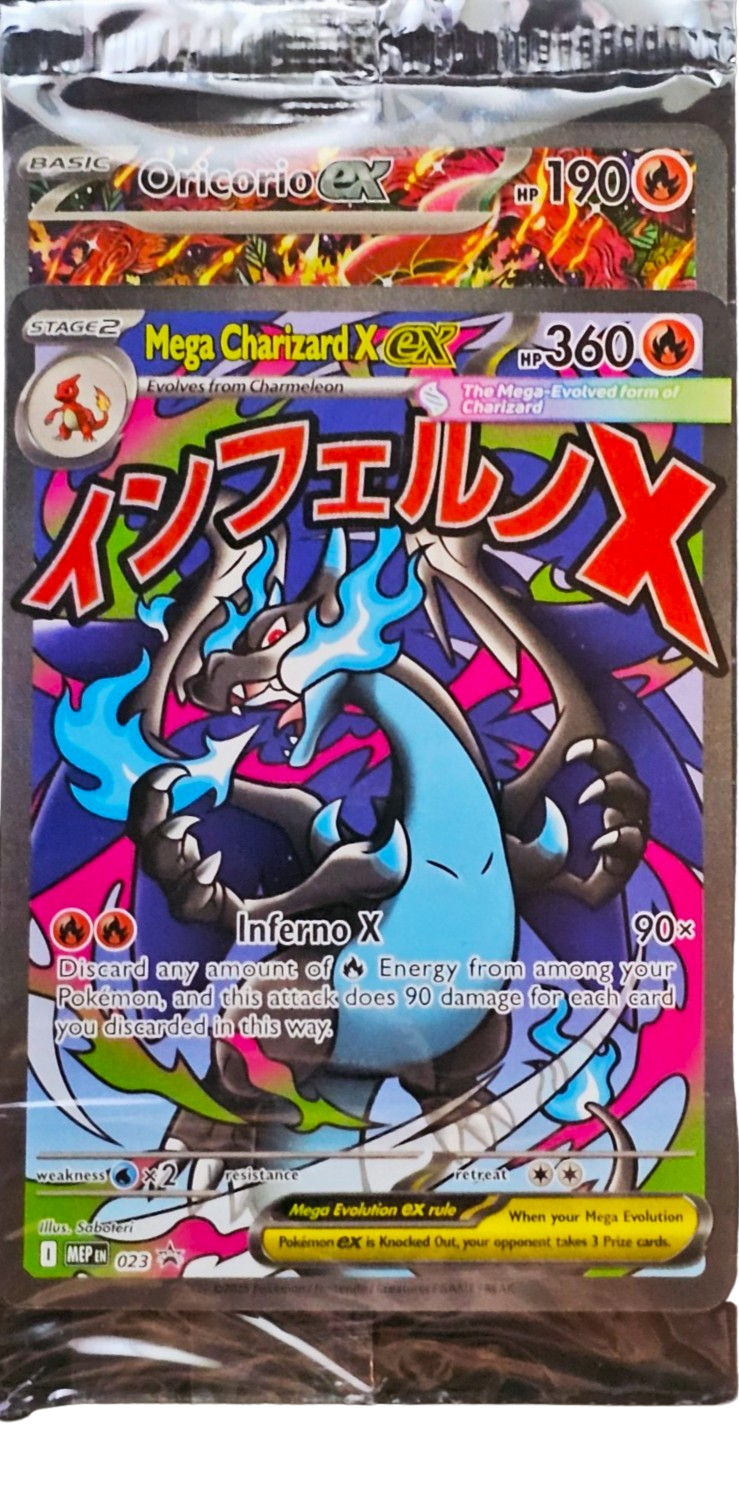 BASIC
Oricorio ex
HP 190
STAGE2
Mega Charizard X ex
HP 360
Evolves from Charmeleon
The Mega-Evolved form of
Charizard
インフェルノX
Inferno X 90×
Discard any amount of Energy from among your
Pokémon, and this attack does 90 damage for each card
you discarded in this way.
weakness ×2 resistance retreat
Illus. Saboteri
Mega Evolution ex rule
When your Mega Evolution
Pokémon ex is Knocked Out, your opponent takes 3 Prize cards.
I MEP EN 023